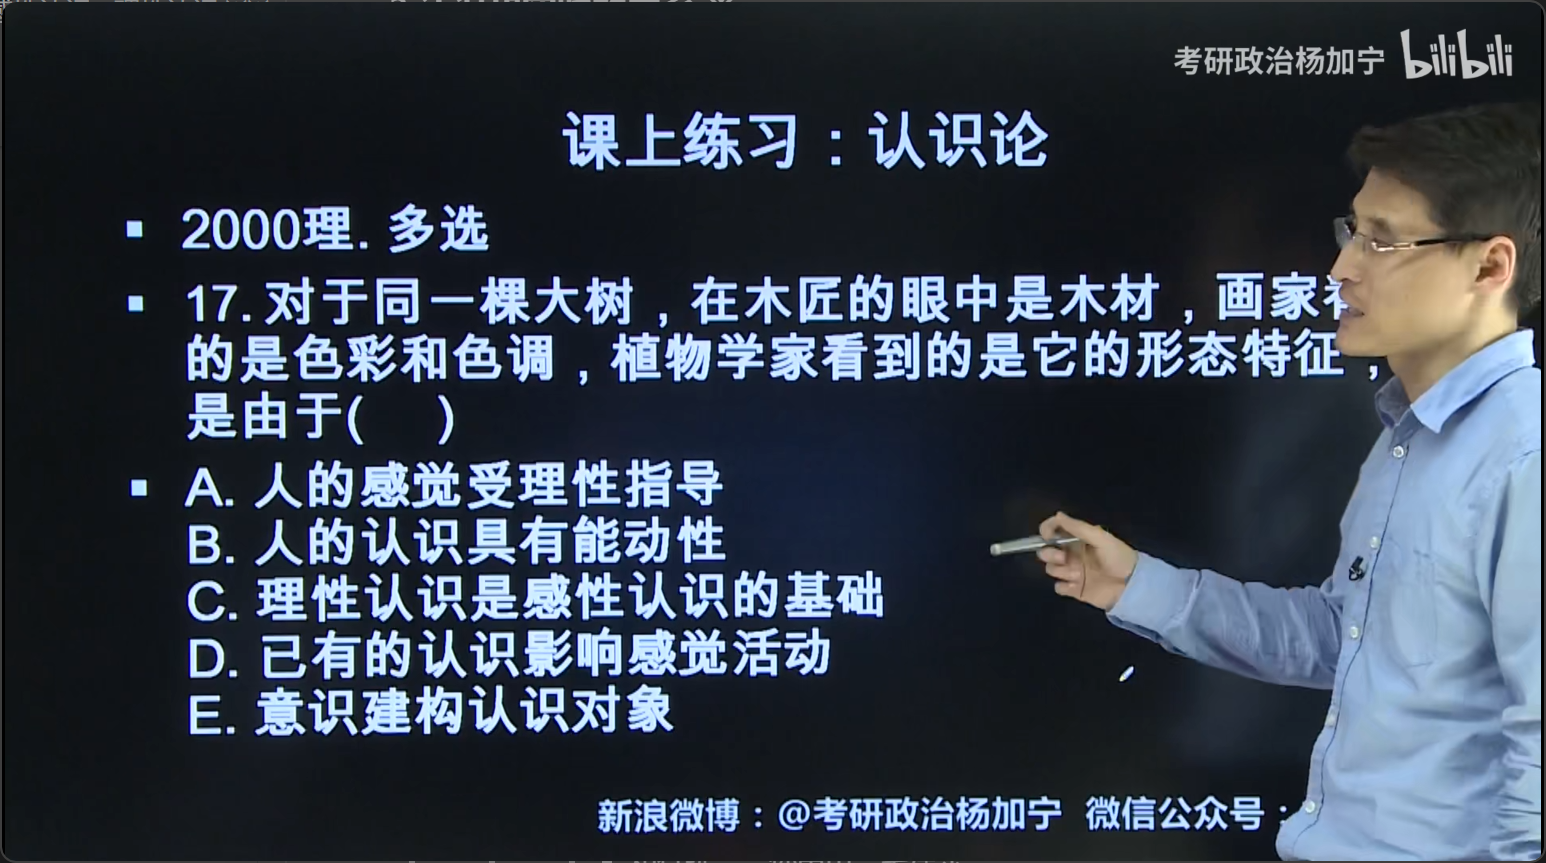 考研政治杨加宁 bilibili
课上练习：认识论
▪ 2000理. 多选
▪ 17. 对于同一棵大树，在木匠的眼中是木材，画家
的是色彩和色调，植物学家看到的是它的形态特征，
是由于(    )
▪ A. 人的感觉受理性指导
B. 人的认识具有能动性
C. 理性认识是感性认识的基础
D. 已有的认识影响感觉活动
E. 意识建构认识对象
新浪微博：@考研政治杨加宁 微信公众号：